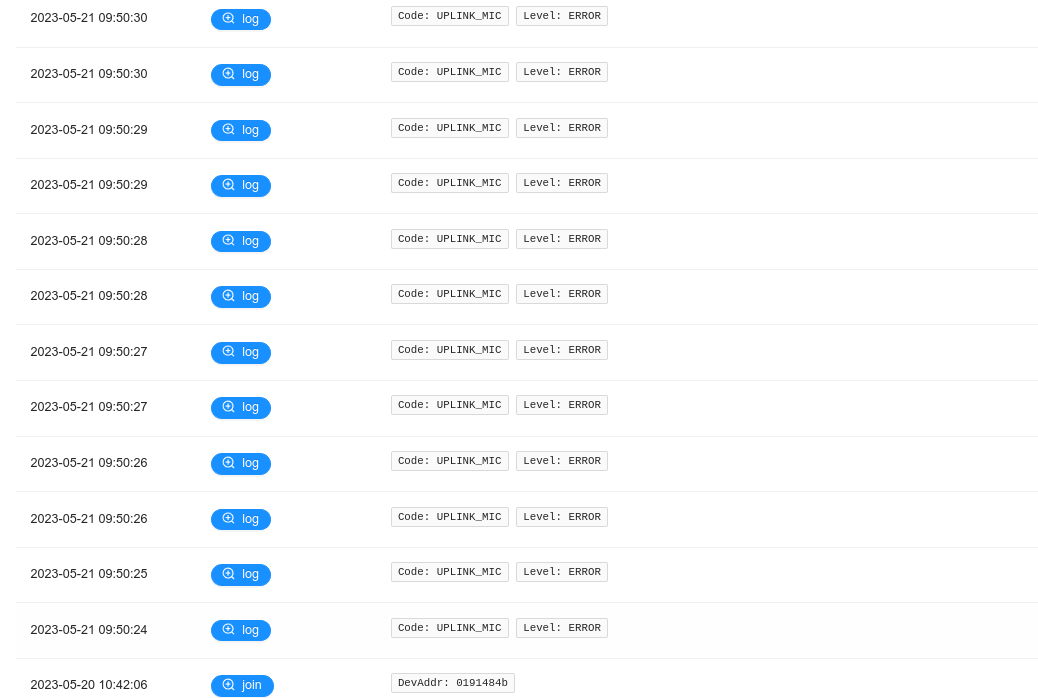 2023-05-21 09:50:30 log Code: UPLINK_MIC Level: ERROR
2023-05-21 09:50:30 log Code: UPLINK_MIC Level: ERROR
2023-05-21 09:50:29 log Code: UPLINK_MIC Level: ERROR
2023-05-21 09:50:29 log Code: UPLINK_MIC Level: ERROR
2023-05-21 09:50:28 log Code: UPLINK_MIC Level: ERROR
2023-05-21 09:50:28 log Code: UPLINK_MIC Level: ERROR
2023-05-21 09:50:27 log Code: UPLINK_MIC Level: ERROR
2023-05-21 09:50:27 log Code: UPLINK_MIC Level: ERROR
2023-05-21 09:50:26 log Code: UPLINK_MIC Level: ERROR
2023-05-21 09:50:26 log Code: UPLINK_MIC Level: ERROR
2023-05-21 09:50:25 log Code: UPLINK_MIC Level: ERROR
2023-05-21 09:50:24 log Code: UPLINK_MIC Level: ERROR
2023-05-20 10:42:06 join DevAddr: 0191484b